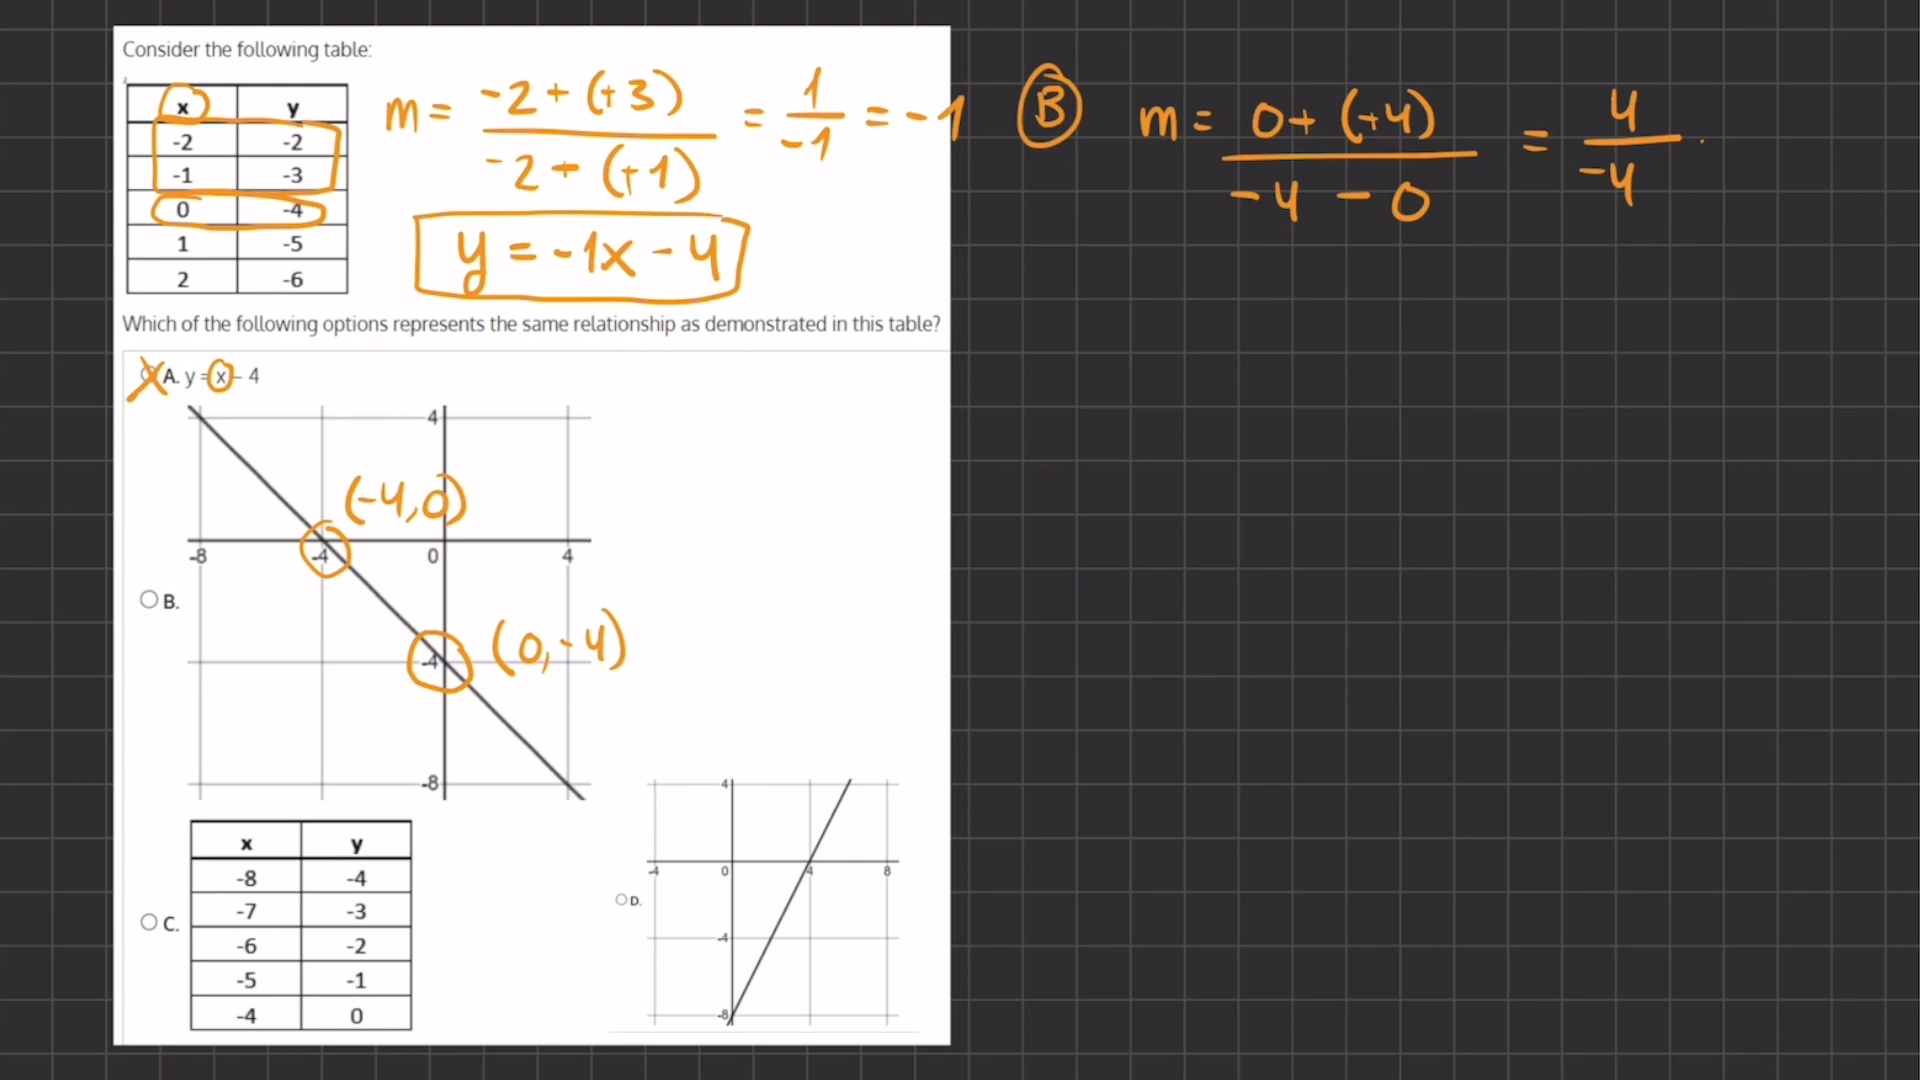 Consider the following table:
x y
-2 -2
-1 -3
0 -4
1 -5
2 -6
m = -2 + (+3) / -2 + (+1) = 1 / -1 = -1
y = -1x - 4
Which of the following options represents the same relationship as demonstrated in this table?
A. y = x - 4
4
(-4,0)
-8 -4 0 4
B.
-4 (0,-4)
-8
x y
-8 -4
-7 -3
-6 -2
-5 -1
-4 0
C.
4
-4 0 4 8
D.
-4
-8
B m = 0 + (+4) / -4 - 0 = 4 / -4